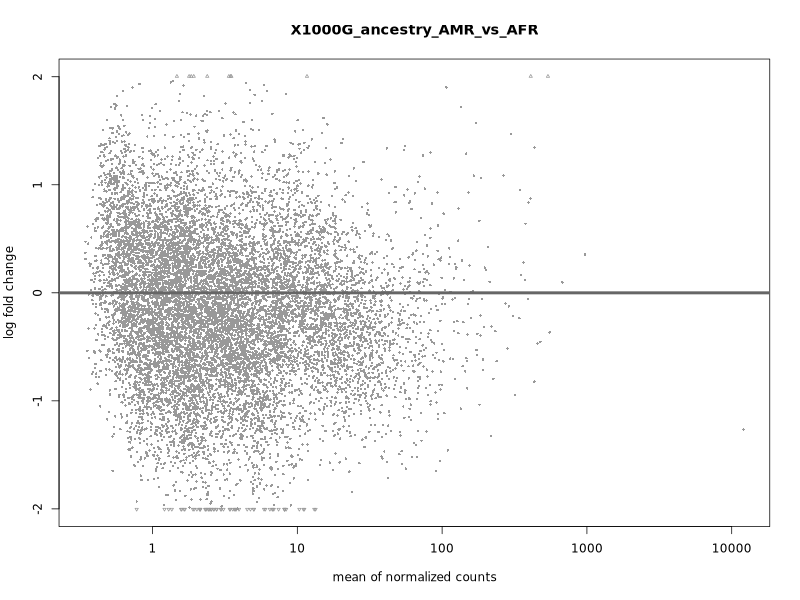 X1000G_ancestry_AMR_vs_AFR
log fold change
2
1
0
-1
-2
1 10 100 1000 10000
mean of normalized counts